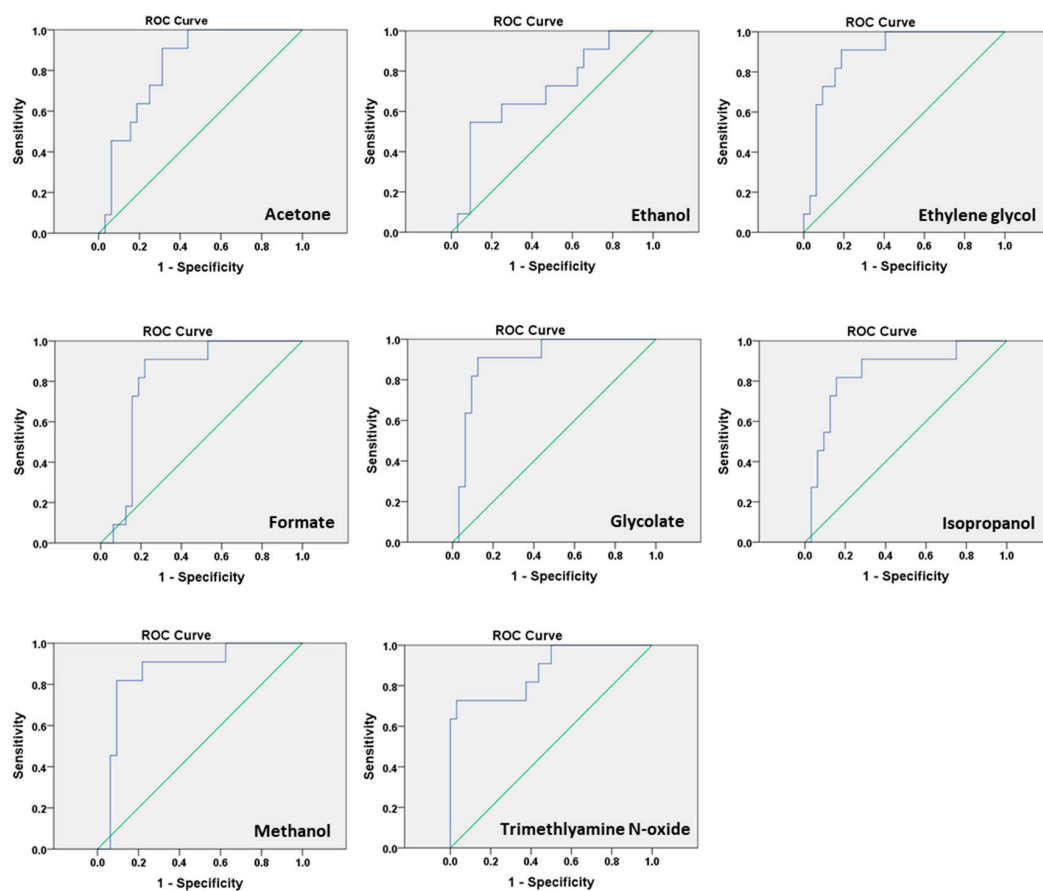 ROC Curve
1.0
0.8
0.6
0.4
0.2
0.0
Sensitivity
Acetone
0.0 0.2 0.4 0.6 0.8 1.0
1 - Specificity
ROC Curve
1.0
0.8
0.6
0.4
0.2
0.0
Sensitivity
Ethanol
0.0 0.2 0.4 0.6 0.8 1.0
1 - Specificity
ROC Curve
1.0
0.8
0.6
0.4
0.2
0.0
Sensitivity
Ethylene glycol
0.0 0.2 0.4 0.6 0.8 1.0
1 - Specificity
ROC Curve
1.0
0.8
0.6
0.4
0.2
0.0
Sensitivity
Formate
0.0 0.2 0.4 0.6 0.8 1.0
1 - Specificity
ROC Curve
1.0
0.8
0.6
0.4
0.2
0.0
Sensitivity
Glycolate
0.0 0.2 0.4 0.6 0.8 1.0
1 - Specificity
ROC Curve
1.0
0.8
0.6
0.4
0.2
0.0
Sensitivity
Isopropanol
0.0 0.2 0.4 0.6 0.8 1.0
1 - Specificity
ROC Curve
1.0
0.8
0.6
0.4
0.2
0.0
Sensitivity
Methanol
0.0 0.2 0.4 0.6 0.8 1.0
1 - Specificity
ROC Curve
1.0
0.8
0.6
0.4
0.2
0.0
Sensitivity
Trimethlyamine N-oxide
0.0 0.2 0.4 0.6 0.8 1.0
1 - Specificity